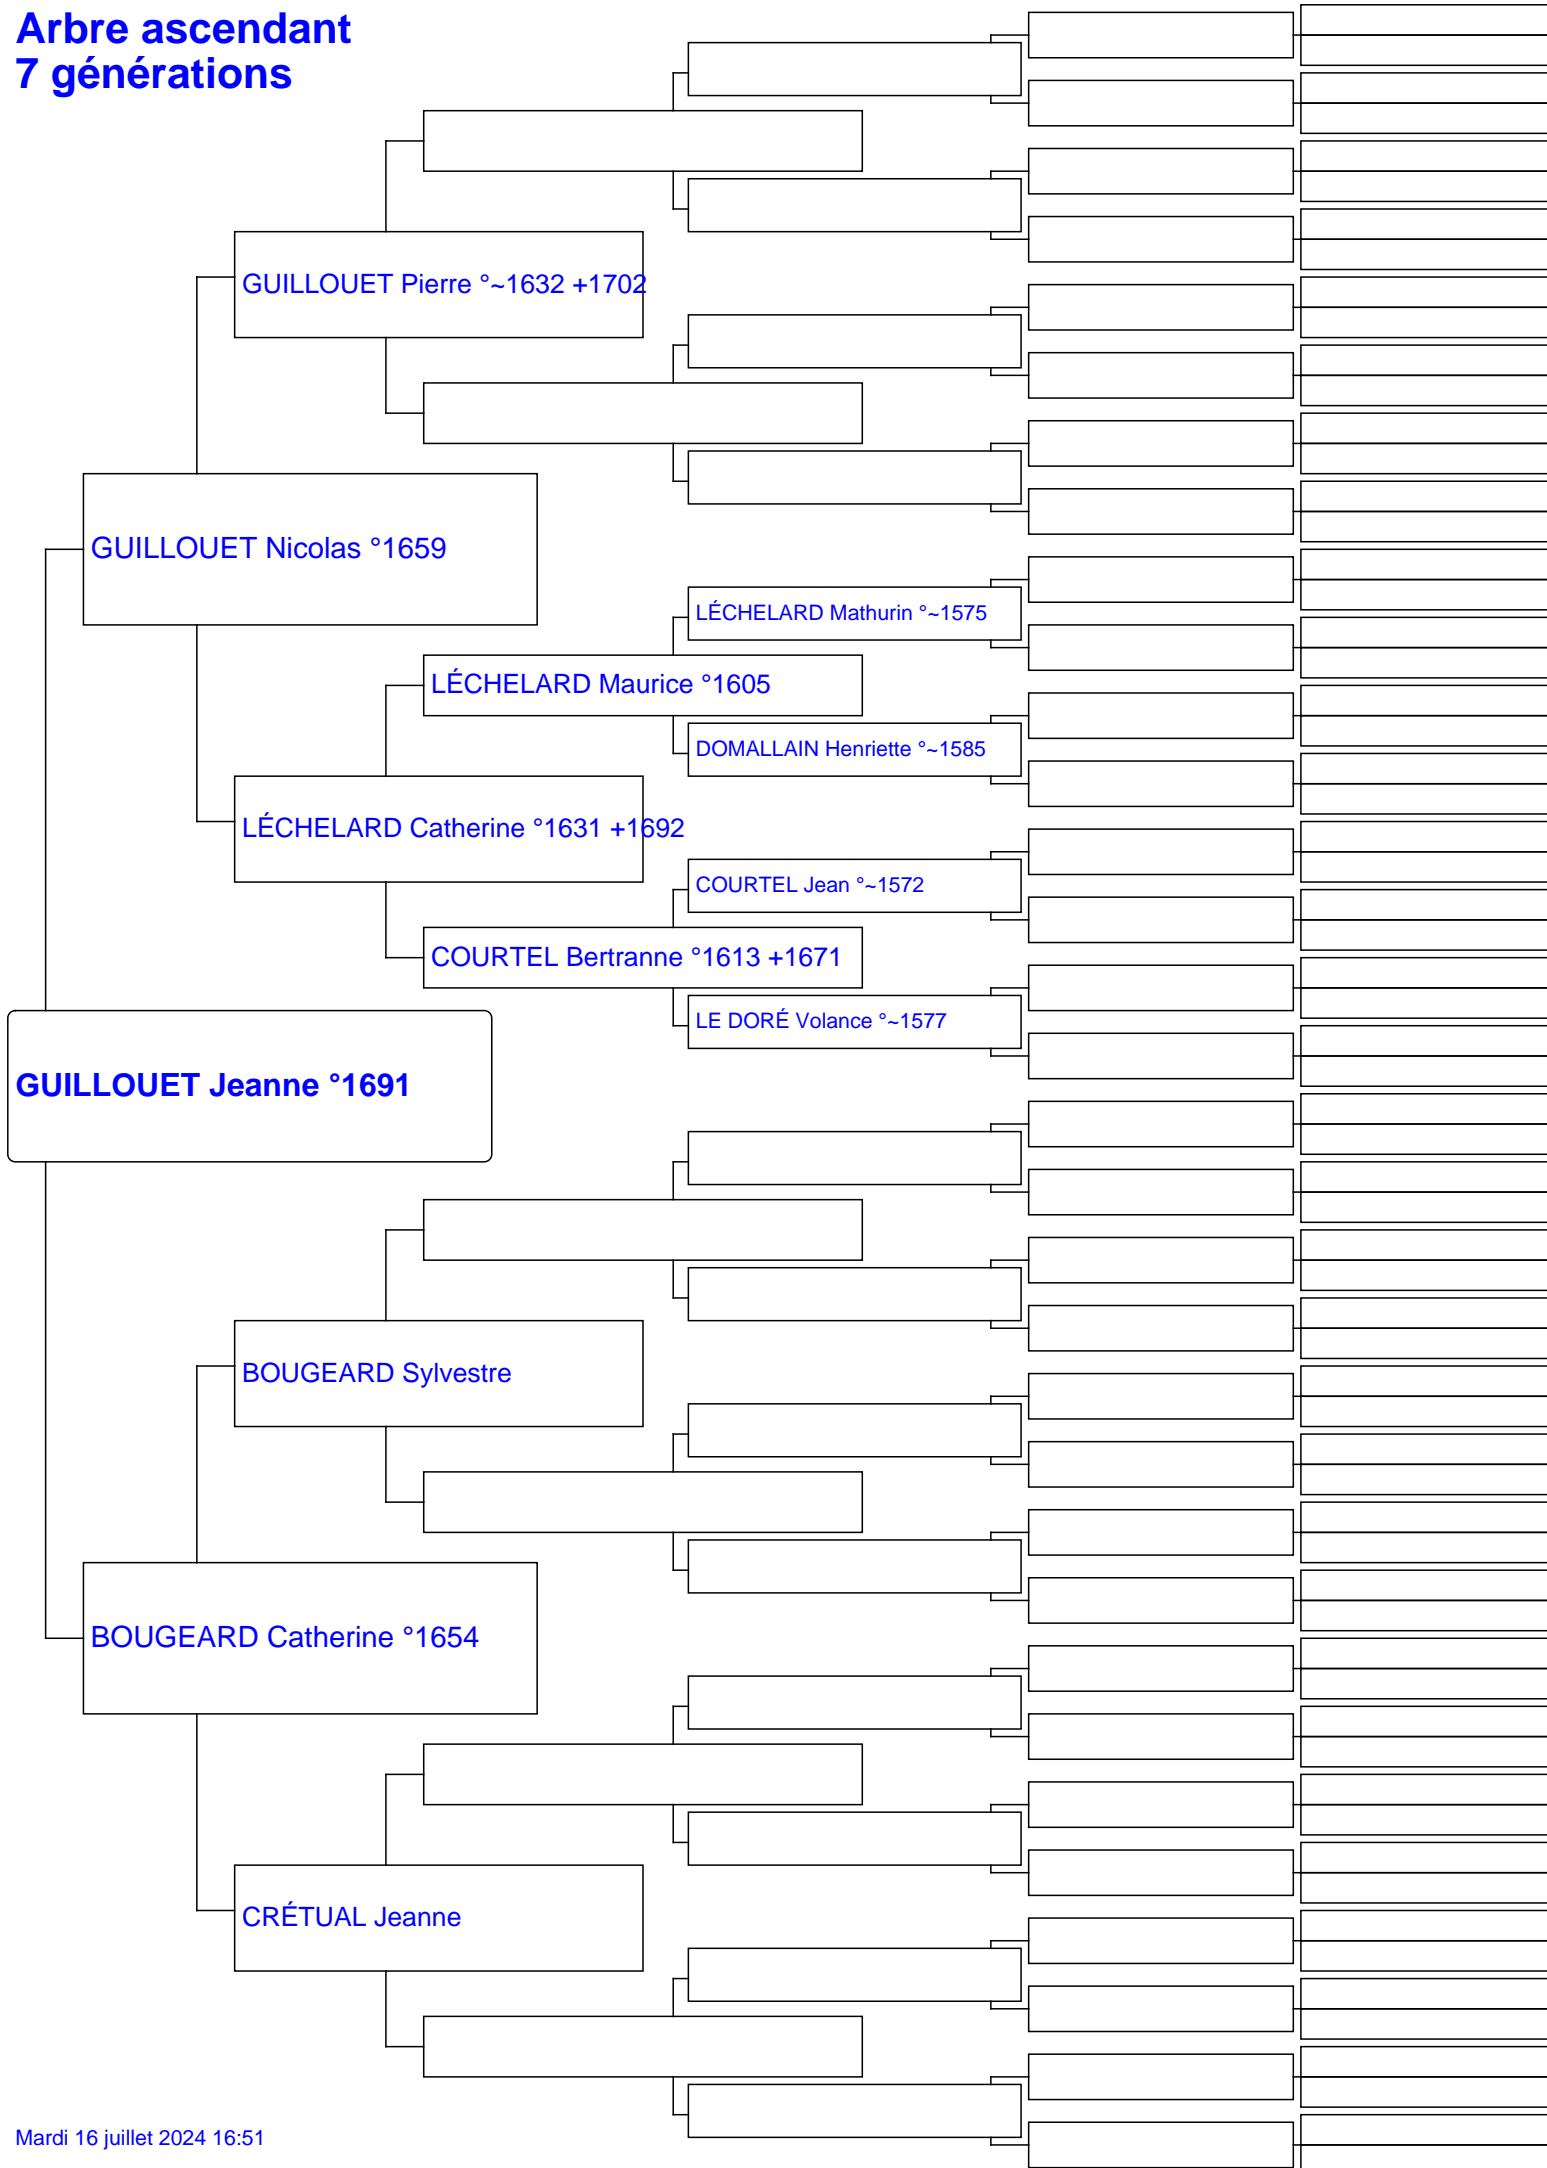 Arbre ascendant
7 générations
GUILLOUET Pierre °~1632 +1702
GUILLOUET Nicolas °1659
LÉCHELARD Mathurin °~1575
LÉCHELARD Maurice °1605
DOMALLAIN Henriette °~1585
LÉCHELARD Catherine °1631 +1692
COURTEL Jean °~1572
COURTEL Bertranne °1613 +1671
LE DORÉ Volance °~1577
GUILLOUET Jeanne °1691
BOUGEARD Sylvestre
BOUGEARD Catherine °1654
CRÉTUAL Jeanne
Mardi 16 juillet 2024 16:51